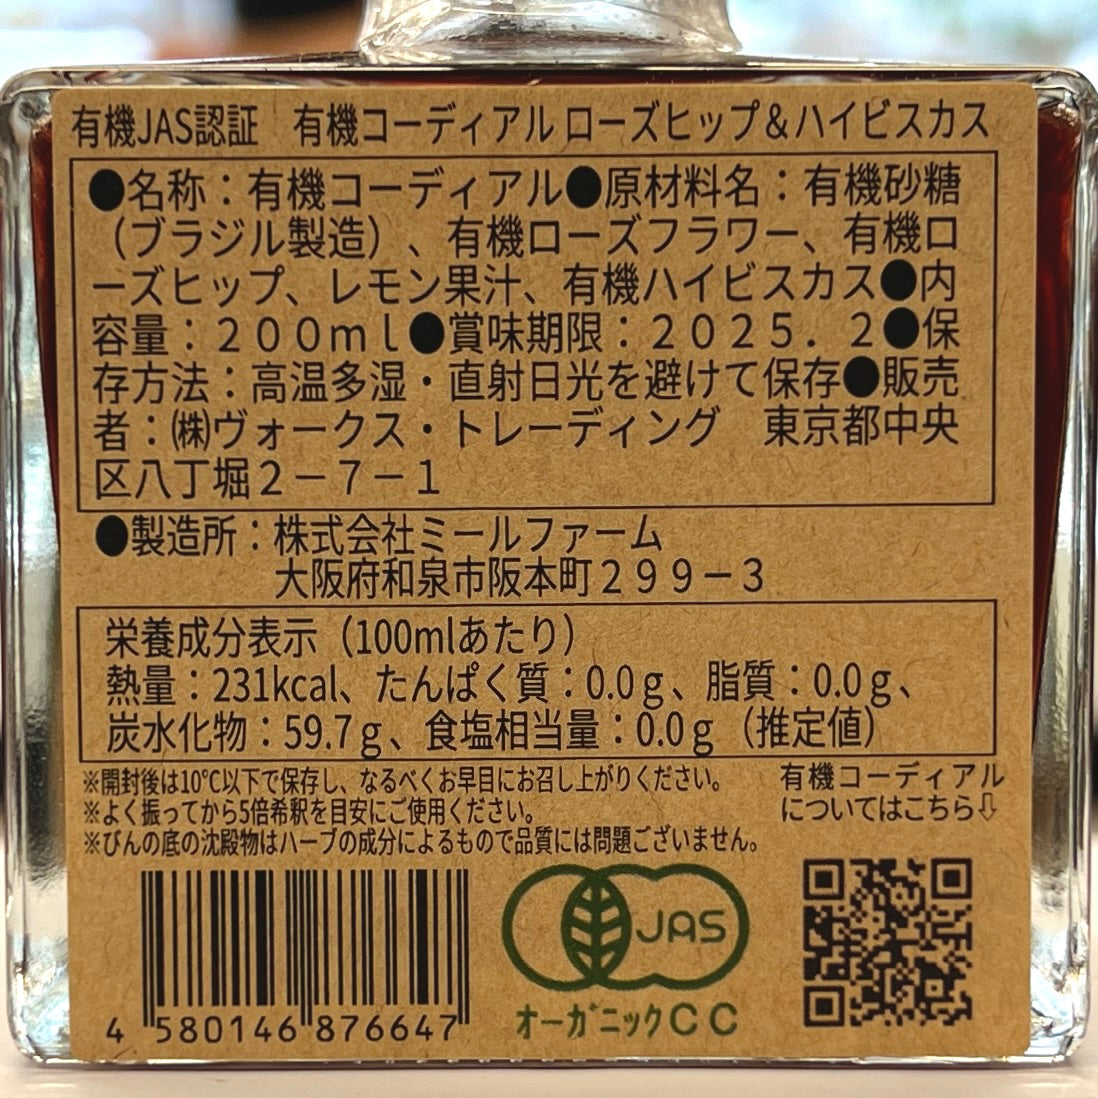 有機JAS認証　有機コーディアル ローズヒップ＆ハイビスカス
●名称：有機コーディアル●原材料名：有機砂糖
（ブラジル製造）、有機ローズフラワー、有機ロ
ーズヒップ、レモン果汁、有機ハイビスカス●内
容量：２００ｍｌ●賞味期限：２０２５．２●保
存方法：高温多湿・直射日光を避けて保存●販売
者：㈱ヴォークス・トレーディング　東京都中央
区八丁堀２－７－１
●製造所：株式会社ミールファーム
大阪府和泉市阪本町２９９－３
栄養成分表示（100mlあたり）
熱量：231kcal、たんぱく質：0.0ｇ、脂質：0.0ｇ、
炭水化物：59.7ｇ、食塩相当量：0.0ｇ（推定値）
※開封後は10℃以下で保存し、なるべくお早目にお召し上がりください。
※よく振ってから5倍希釈を目安にご使用ください。
※びんの底の沈殿物はハーブの成分によるもので品質には問題ございません。
有機コーディアル
についてはこちら⇩
JAS
オーガニックＣＣ
4 580146 876647